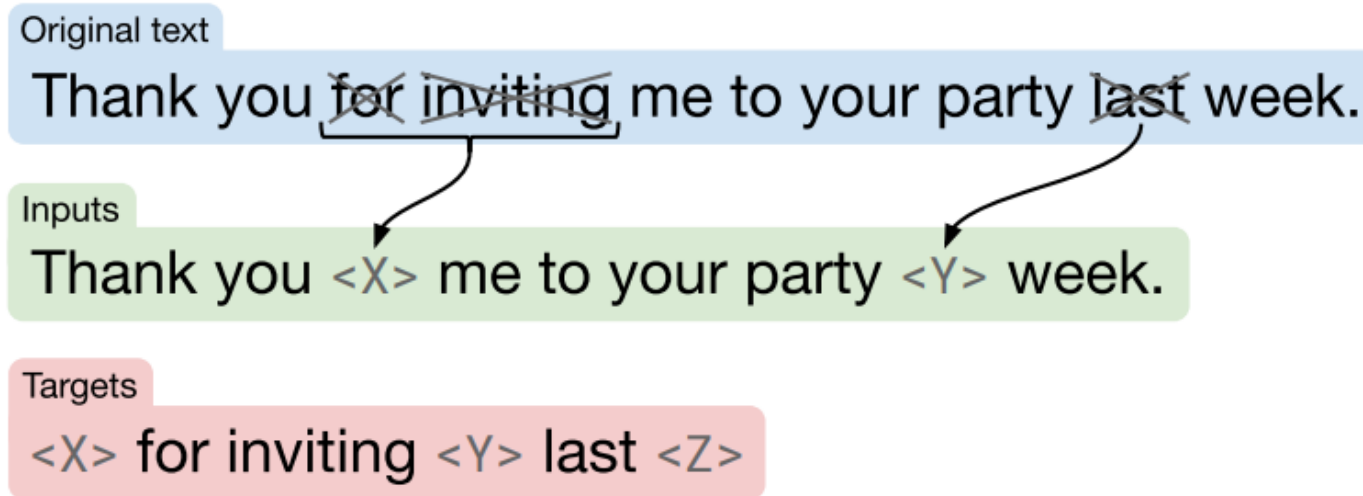 Original text
Thank you for inviting me to your party last week.
Inputs
Thank you <X> me to your party <Y> week.
Targets
<X> for inviting <Y> last <Z>